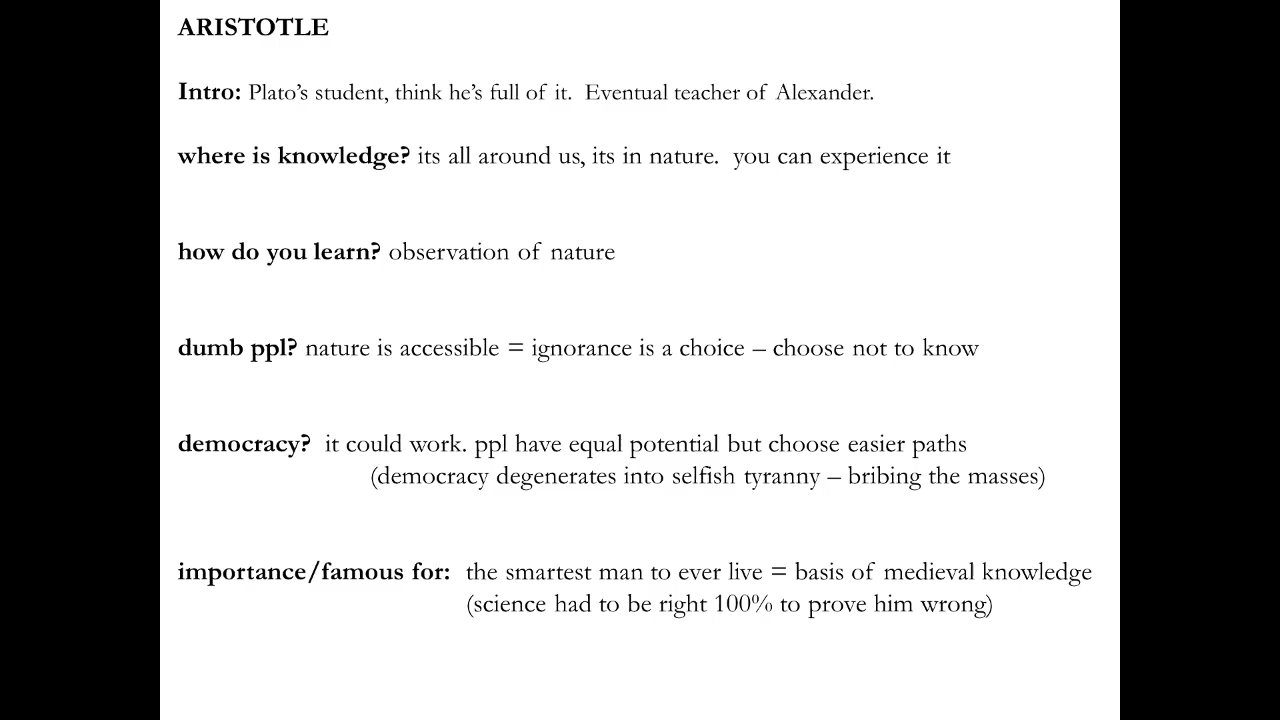 ARISTOTLE
Intro: Plato's student, think he's full of it. Eventual teacher of Alexander.
where is knowledge? its all around us, its in nature. you can experience it
how do you learn? observation of nature
dumb ppl? nature is accessible = ignorance is a choice – choose not to know
democracy? it could work. ppl have equal potential but choose easier paths
(democracy degenerates into selfish tyranny – bribing the masses)
importance/famous for: the smartest man to ever live = basis of medieval knowledge
(science had to be right 100% to prove him wrong)